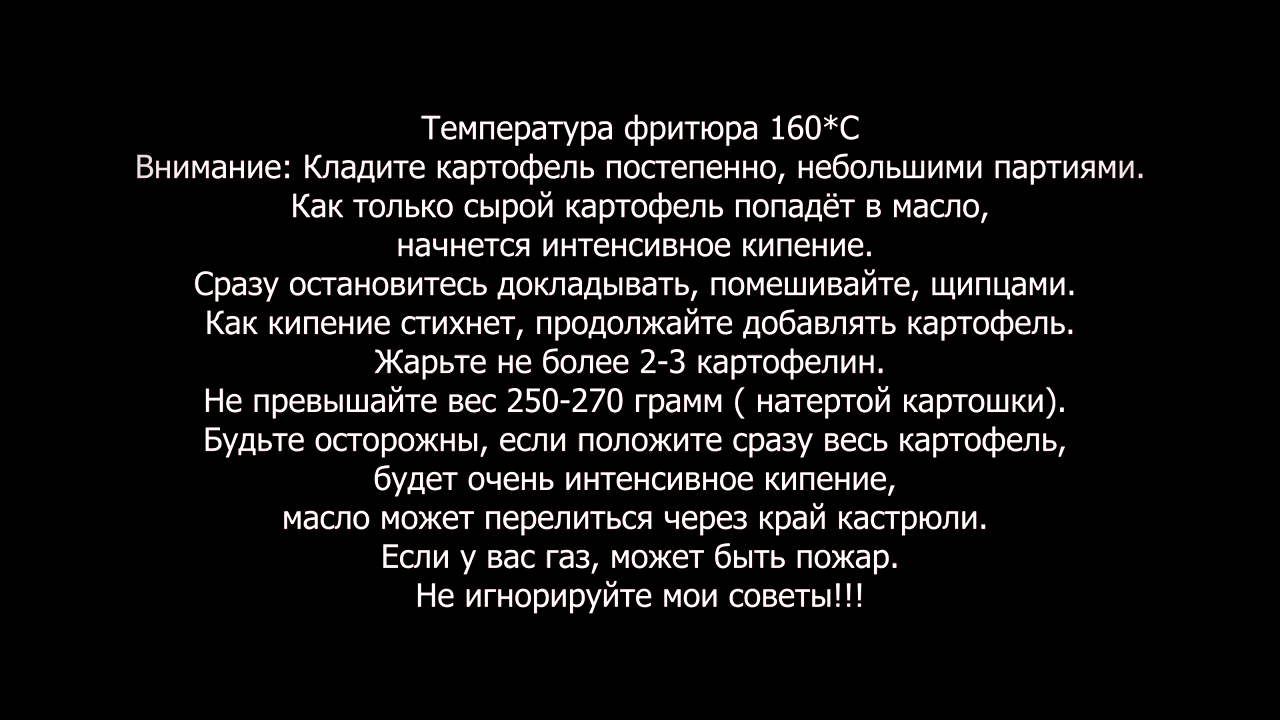 Температура фритюра 160*С
Внимание: Кладите картофель постепенно, небольшими партиями.
Как только сырой картофель попадёт в масло,
начнется интенсивное кипение.
Сразу остановитесь докладывать, помешивайте, щипцами.
Как кипение стихнет, продолжайте добавлять картофель.
Жарьте не более 2-3 картофелин.
Не превышайте вес 250-270 грамм ( натертой картошки).
Будьте осторожны, если положите сразу весь картофель,
будет очень интенсивное кипение,
масло может перелиться через край кастрюли.
Если у вас газ, может быть пожар.
Не игнорируйте мои советы!!!